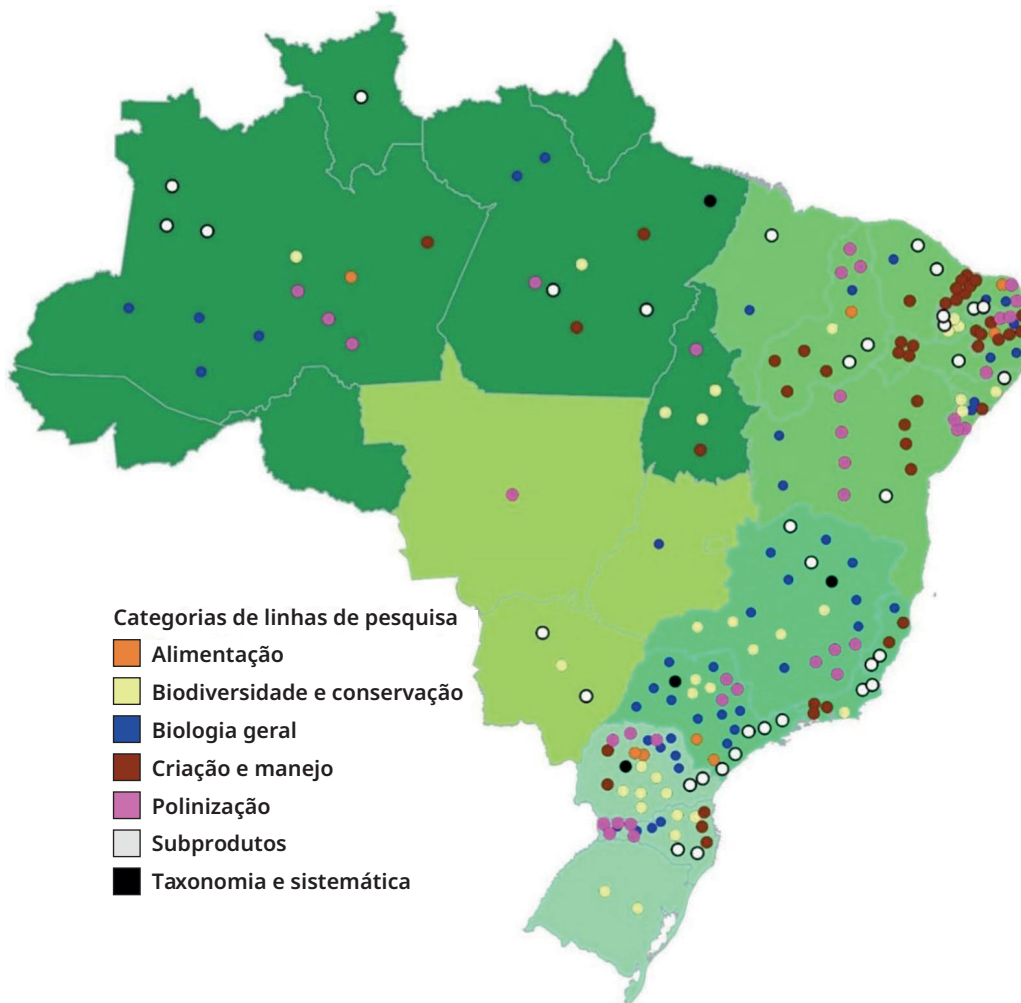 Categorias de linhas de pesquisa
Alimentação
Biodiversidade e conservação
Biologia geral
Criação e manejo
Polinização
Subprodutos
Taxonomia e sistemática